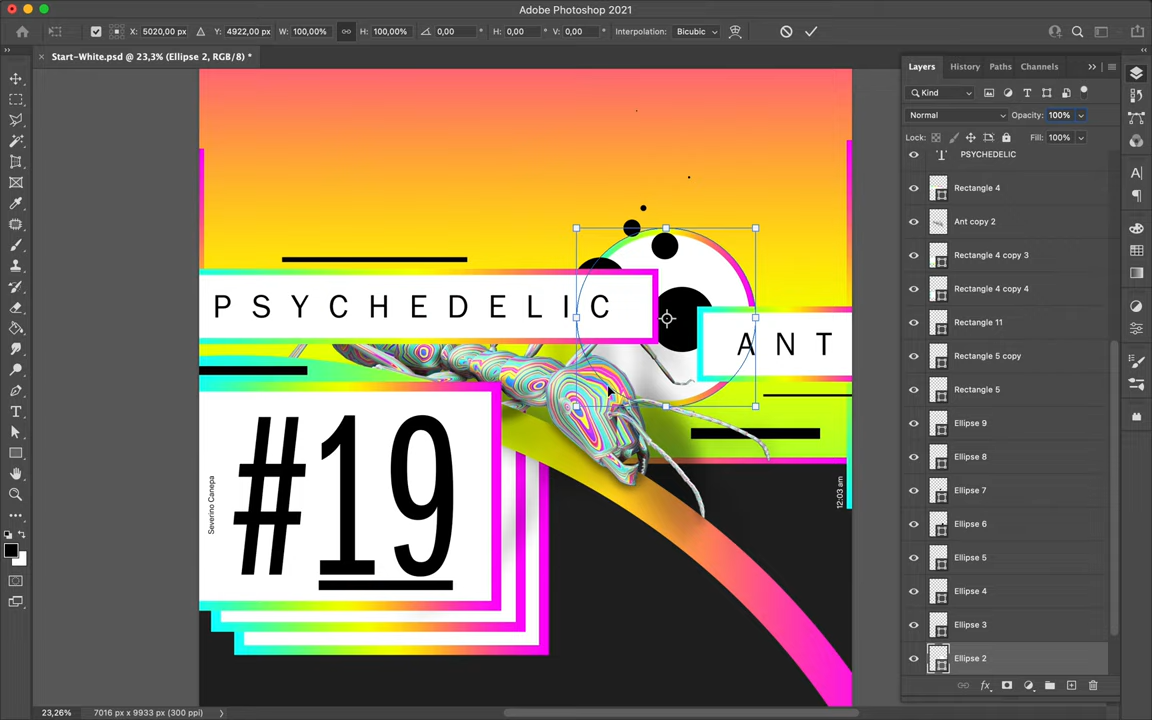 Adobe Photoshop 2021
X: 5020,00 px Y: 4922,00 px W: 100,00% H: 100,00% 0,00 ° H: 0,00 ° V: 0,00 ° Interpolation: Bicubic
Start-White.psd @ 23,3% (Ellipse 2, RGB/8) *
Layers History Paths Channels
Kind
Normal Opacity: 100%
Lock: Fill: 100%
PSYCHEDELIC
Rectangle 4
Ant copy 2
Rectangle 4 copy 3
Rectangle 4 copy 4
Rectangle 11
Rectangle 5 copy
Rectangle 5
Ellipse 9
Ellipse 8
Ellipse 7
Ellipse 6
Ellipse 5
Ellipse 4
Ellipse 3
Ellipse 2
PSYCHEDELIC
ANT
#19
Severino Canepa
12:03 am
23,26% 7016 px x 9933 px (300 ppi)